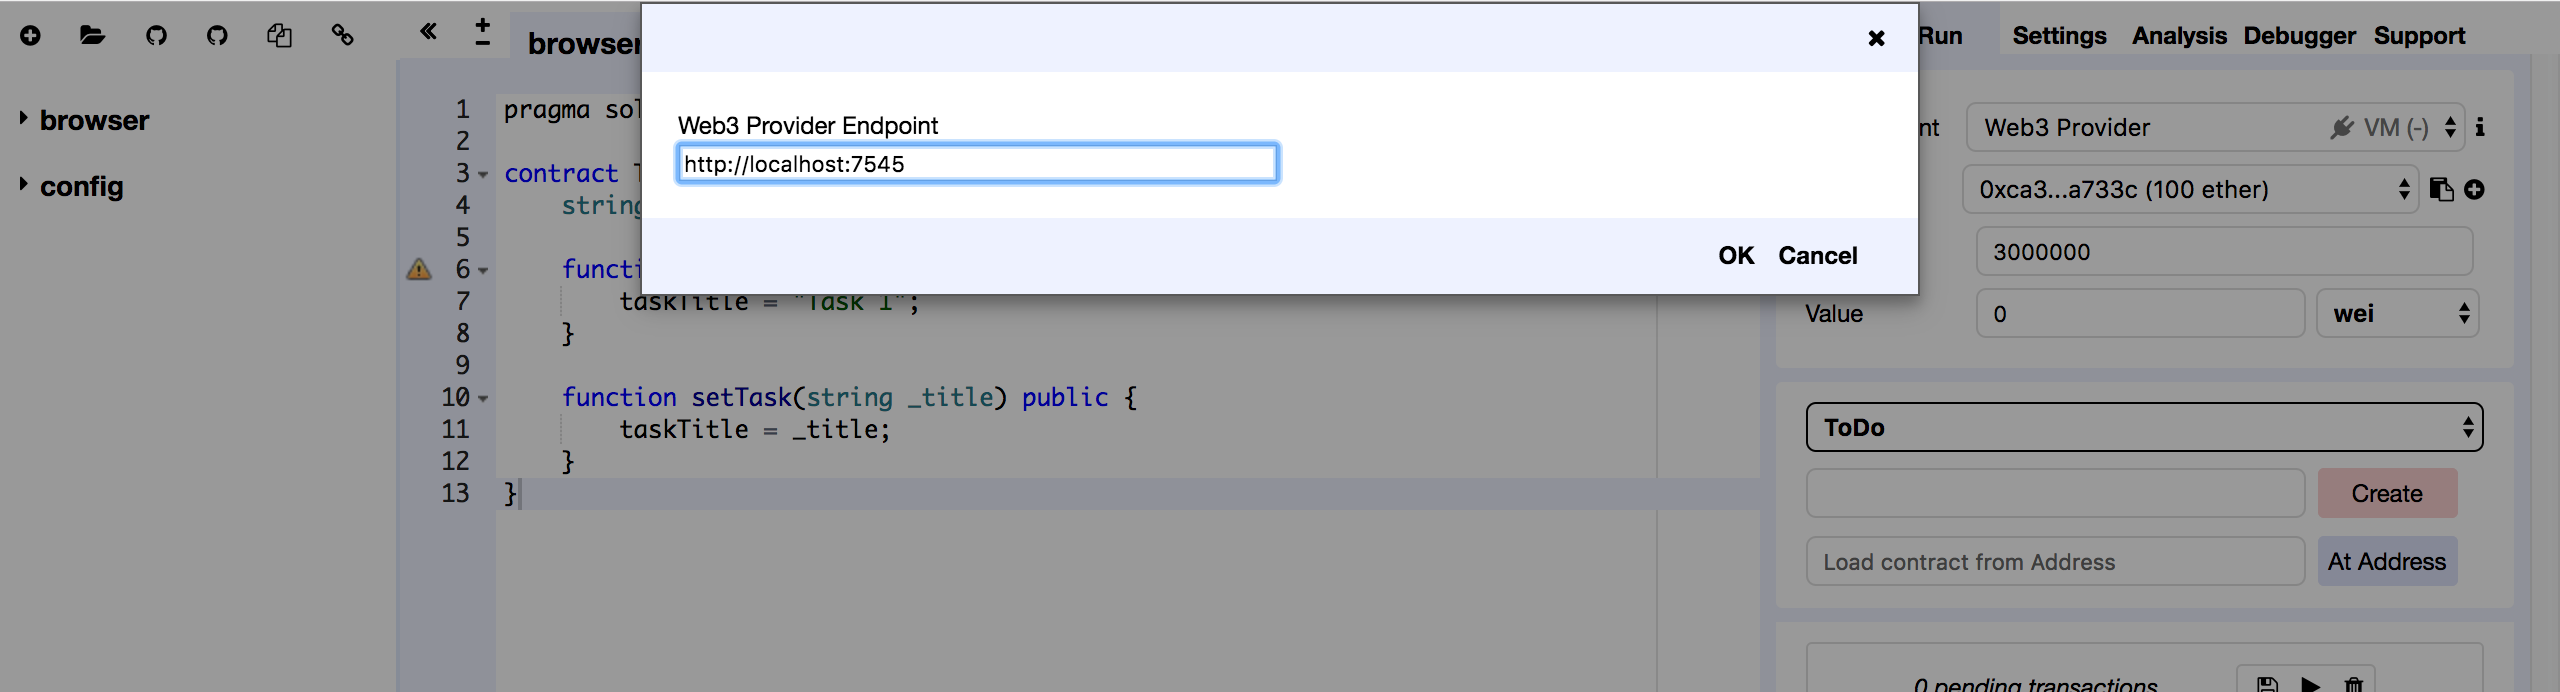 browser
Run Settings Analysis Debugger Support
browser
config
Web3 Provider Endpoint
http://localhost:7545
OK Cancel
1 pragma sol
2
3 contract
4 string
5
6 functi
7 taskTitle = "Task 1";
8 }
9
10 function setTask(string _title) public {
11 taskTitle = _title;
12 }
13 }
nt Web3 Provider VM (-)
0xca3...a733c (100 ether)
3000000
Value 0 wei
ToDo
Create
Load contract from Address At Address
0 pending transactions